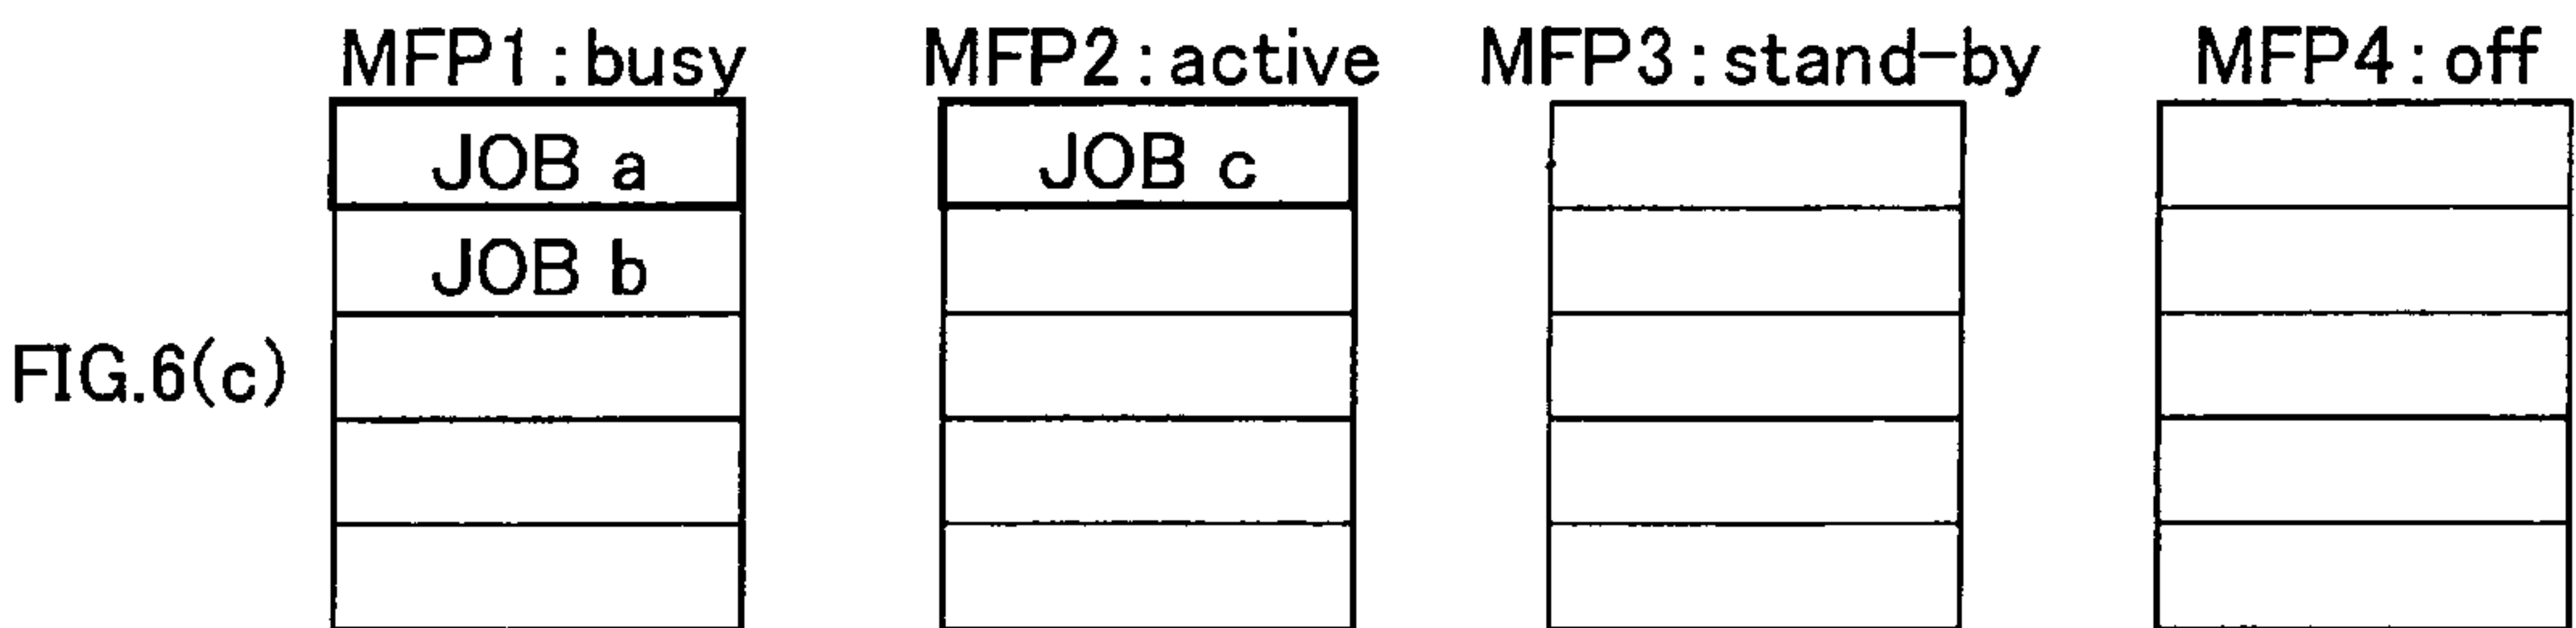 MFP1:busy MFP2:active MFP3:stand-by MFP4:off
JOB a JOB c
JOB b
FIG.6(c)